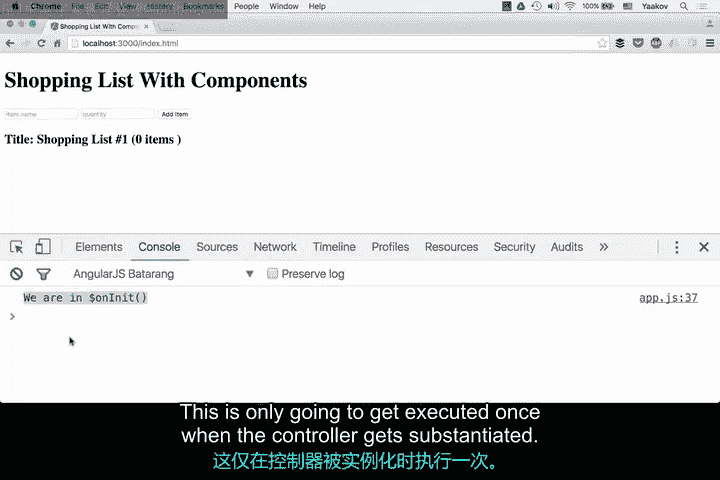 Chrome File Edit View History Bookmarks People Window Help 100% Yaakov
Shopping List With Compo
localhost:3000/index.html
Shopping List With Components
item name quantity Add Item
Title: Shopping List #1 (0 items )
Elements Console Sources Network Timeline Profiles Resources Security Audits »
AngularJS Batarang ▼ Preserve log
We are in $onInit() app.js:37
>
This is only going to get executed once
when the controller gets substantiated.
这仅在控制器被实例化时执行一次。